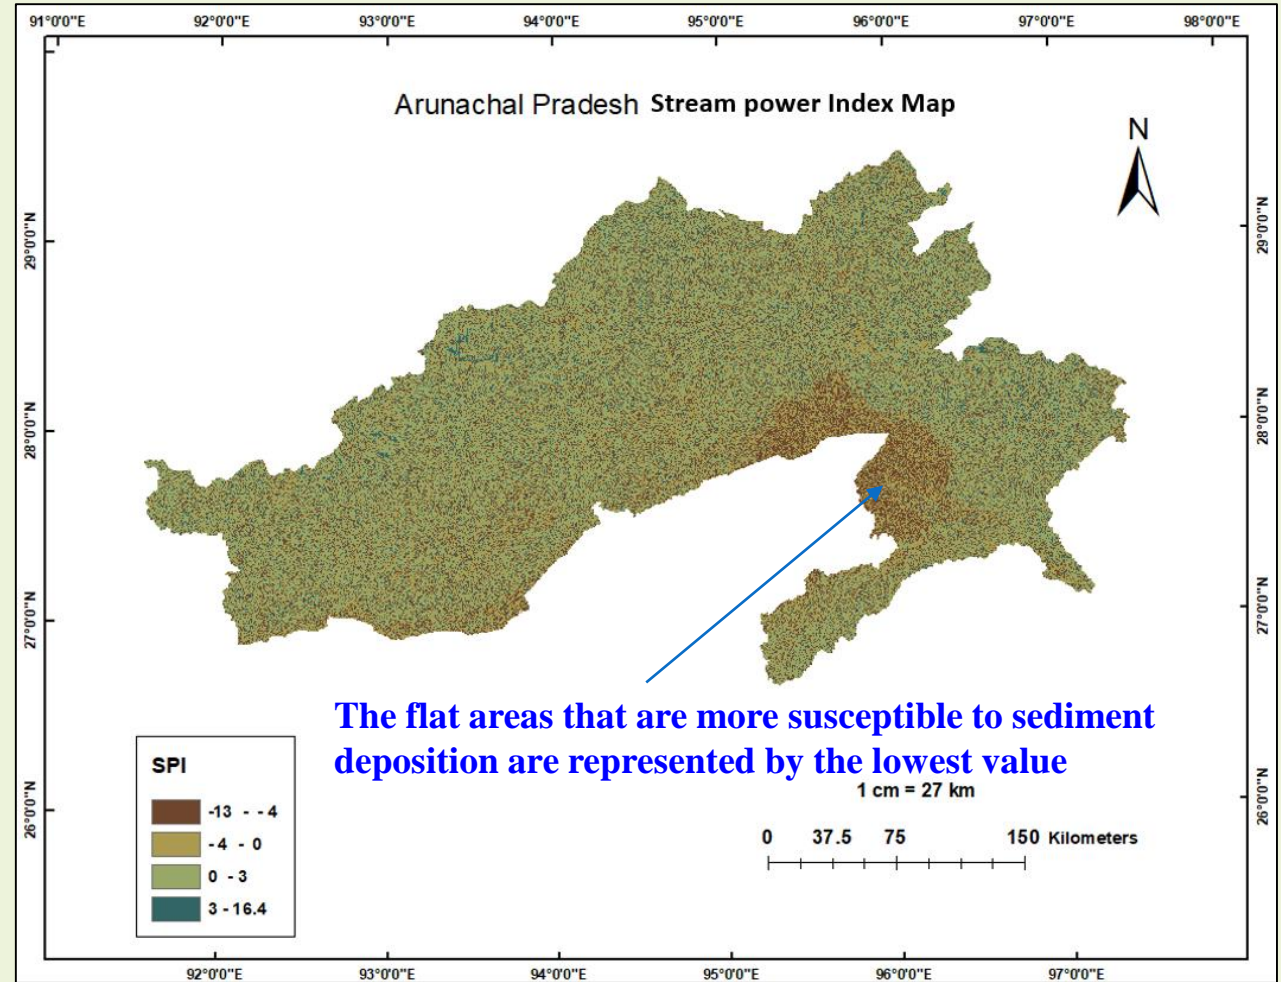 91°0'0"E 92°0'0"E 93°0'0"E 94°0'0"E 95°0'0"E 96°0'0"E 97°0'0"E 98°0'0"E
Arunachal Pradesh Stream power Index Map
N
29°0'0"N
28°0'0"N
27°0'0"N
26°0'0"N
29°0'0"N
28°0'0"N
27°0'0"N
26°0'0"N
The flat areas that are more susceptible to sediment
deposition are represented by the lowest value
1 cm = 27 km
0 37.5 75 150 Kilometers
SPI
-13 - -4
-4 - 0
0 - 3
3 - 16.4
92°0'0"E 93°0'0"E 94°0'0"E 95°0'0"E 96°0'0"E 97°0'0"E